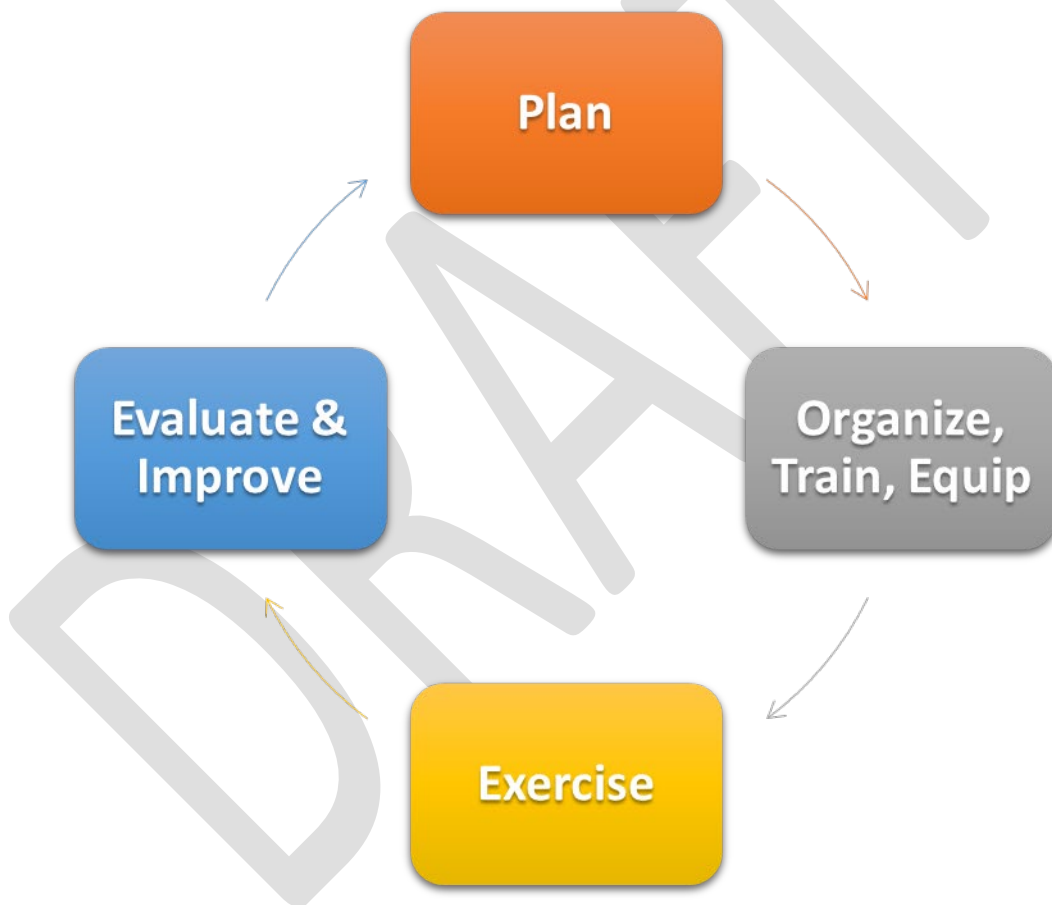 Plan
Organize,
Train, Equip
Exercise
Evaluate &
Improve
DRAFT